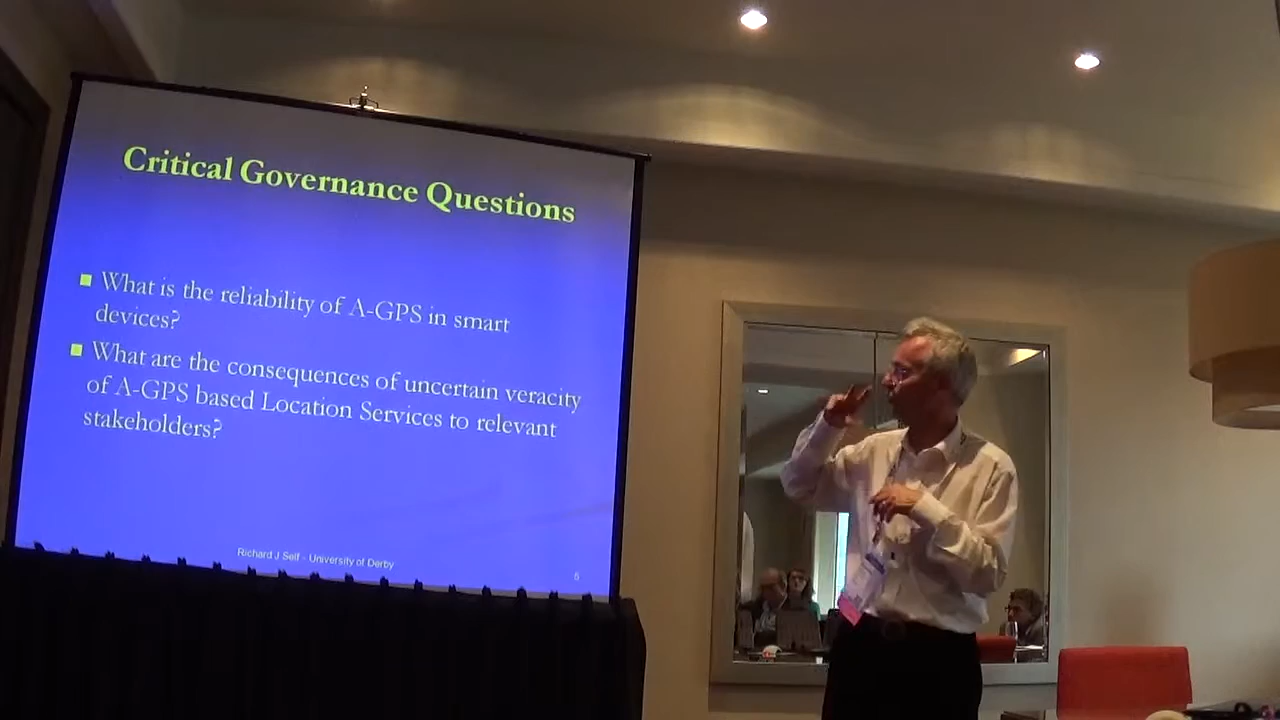 Critical Governance Questions
What is the reliability of A-GPS in smart
devices?
What are the consequences of uncertain veracity
of A-GPS based Location Services to relevant
stakeholders?
Richard J Self - University of Derby
5